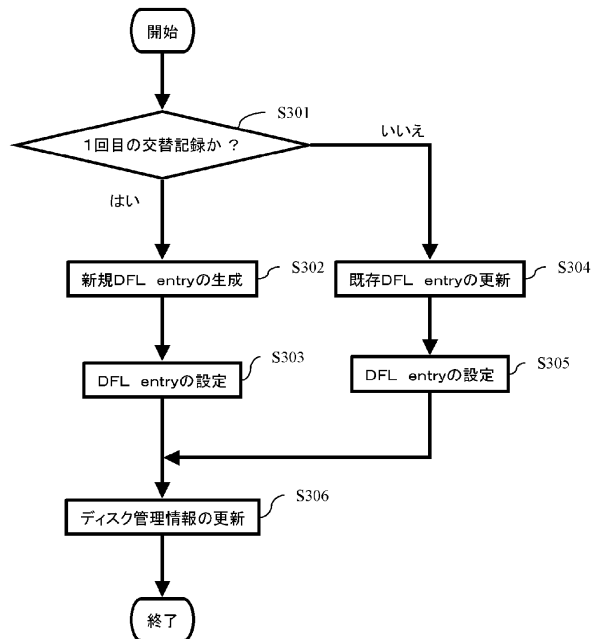 開始
S301
1回目の交替記録か ?
いいえ
はい
新規DFL entryの生成
S302
既存DFL entryの更新
S304
DFL entryの設定
S303
DFL entryの設定
S305
ディスク管理情報の更新
S306
終了